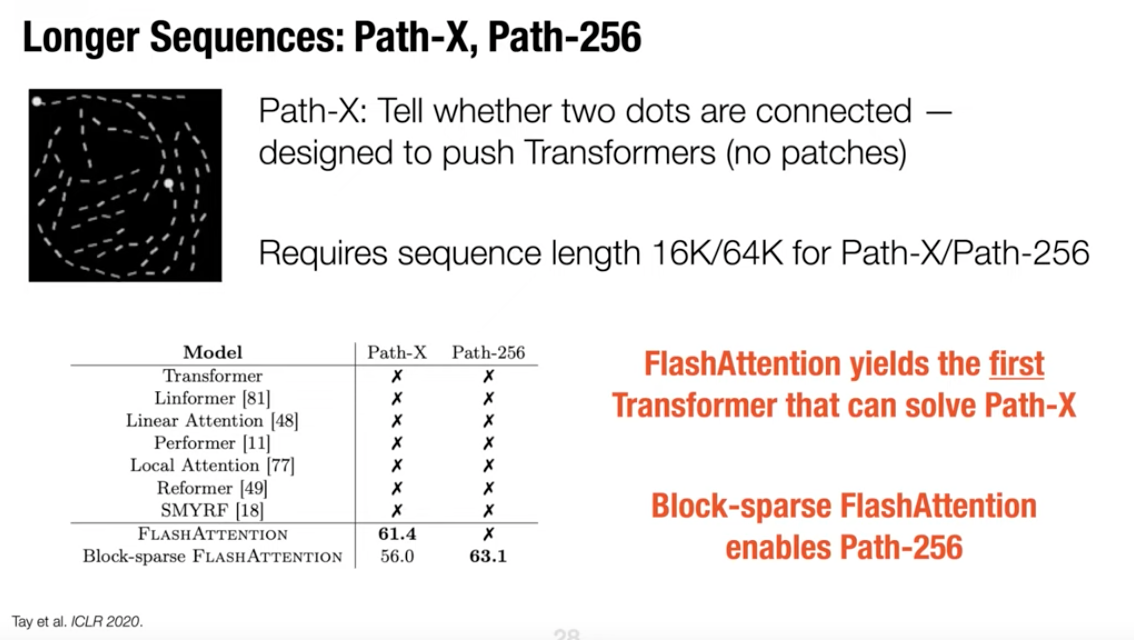 Longer Sequences: Path-X, Path-256
Path-X: Tell whether two dots are connected —
designed to push Transformers (no patches)
Requires sequence length 16K/64K for Path-X/Path-256
Model Path-X Path-256
Transformer ✗ ✗
Linformer [81] ✗ ✗
Linear Attention [48] ✗ ✗
Performer [11] ✗ ✗
Local Attention [77] ✗ ✗
Reformer [49] ✗ ✗
SMYRF [18] ✗ ✗
FLASHATTENTION 61.4 ✗
Block-sparse FLASHATTENTION 56.0 63.1
FlashAttention yields the first
Transformer that can solve Path-X
Block-sparse FlashAttention
enables Path-256
Tay et al. ICLR 2020.
28